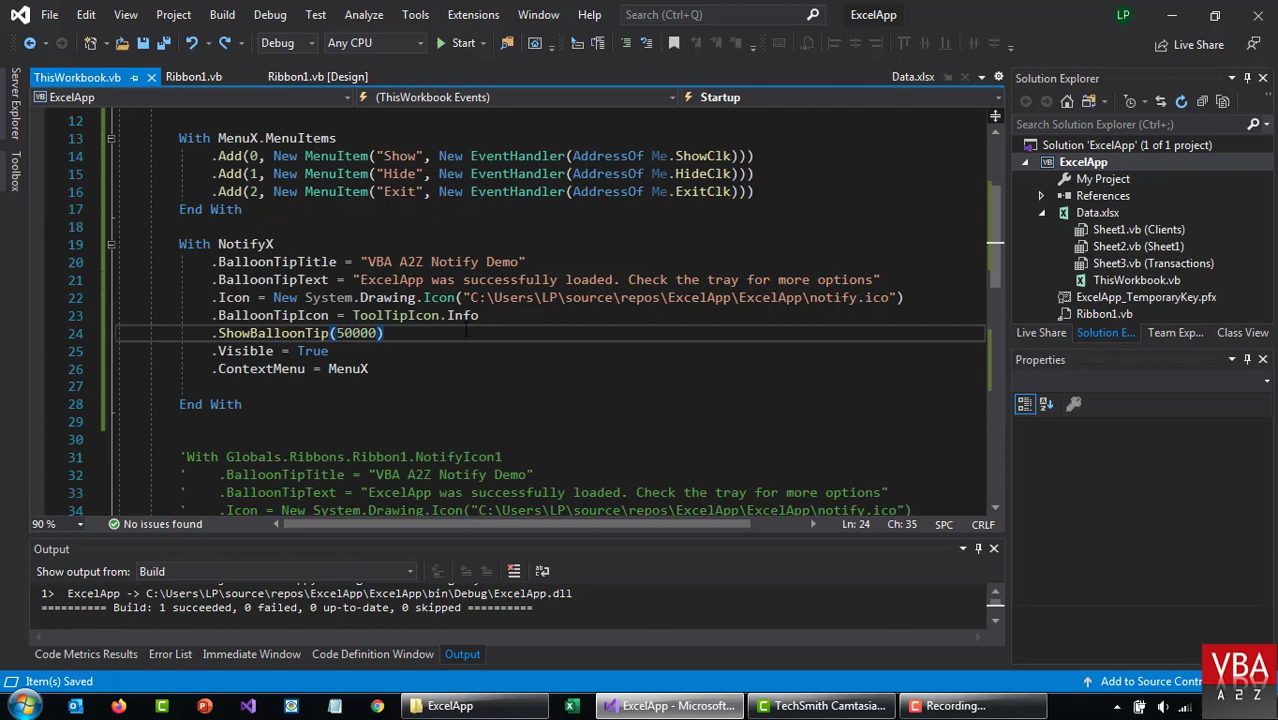 File Edit View Project Build Debug Test Analyze Tools Extensions Window Help Search (Ctrl+Q) ExcelApp LP
Debug Any CPU Start Live Share
ThisWorkbook.vb Ribbon1.vb Ribbon1.vb [Design] Data.xlsx
ExcelApp (ThisWorkbook Events) Startup
12
13 With MenuX.MenuItems
14 .Add(0, New MenuItem("Show", New EventHandler(AddressOf Me.ShowClk)))
15 .Add(1, New MenuItem("Hide", New EventHandler(AddressOf Me.HideClk)))
16 .Add(2, New MenuItem("Exit", New EventHandler(AddressOf Me.ExitClk)))
17 End With
18
19 With NotifyX
20 .BalloonTipTitle = "VBA A2Z Notify Demo"
21 .BalloonTipText = "ExcelApp was successfully loaded. Check the tray for more options"
22 .Icon = New System.Drawing.Icon("C:\Users\LP\source\repos\ExcelApp\ExcelApp\notify.ico")
23 .BalloonTipIcon = ToolTipIcon.Info
24 .ShowBalloonTip(50000)
25 .Visible = True
26 .ContextMenu = MenuX
27
28 End With
29
30
31 'With Globals.Ribbons.Ribbon1.NotifyIcon1
32 ' .BalloonTipTitle = "VBA A2Z Notify Demo"
33 ' .BalloonTipText = "ExcelApp was successfully loaded. Check the tray for more options"
34 ' .Icon = New System.Drawing.Icon("C:\Users\LP\source\repos\ExcelApp\ExcelApp\notify.ico")
90 % No issues found Ln: 24 Ch: 35 SPC CRLF
Output
Show output from: Build
1> ExcelApp -> C:\Users\LP\source\repos\ExcelApp\ExcelApp\bin\Debug\ExcelApp.dll
========== Build: 1 succeeded, 0 failed, 0 up-to-date, 0 skipped ==========
Code Metrics Results Error List Immediate Window Code Definition Window Output
Server Explorer
Toolbox
Solution Explorer
Search Solution Explorer (Ctrl+;)
Solution 'ExcelApp' (1 of 1 project)
ExcelApp
My Project
References
Data.xlsx
Sheet1.vb (Clients)
Sheet2.vb (Sheet1)
Sheet3.vb (Transactions)
ThisWorkbook.vb
ExcelApp_TemporaryKey.pfx
Ribbon1.vb
Solution Explorer Team Explorer Class View
Properties
Item(s) Saved Add to Source
VBA
A 2 Z
ExcelApp ExcelApp - Microsoft... TechSmith Camtasia... Recording...